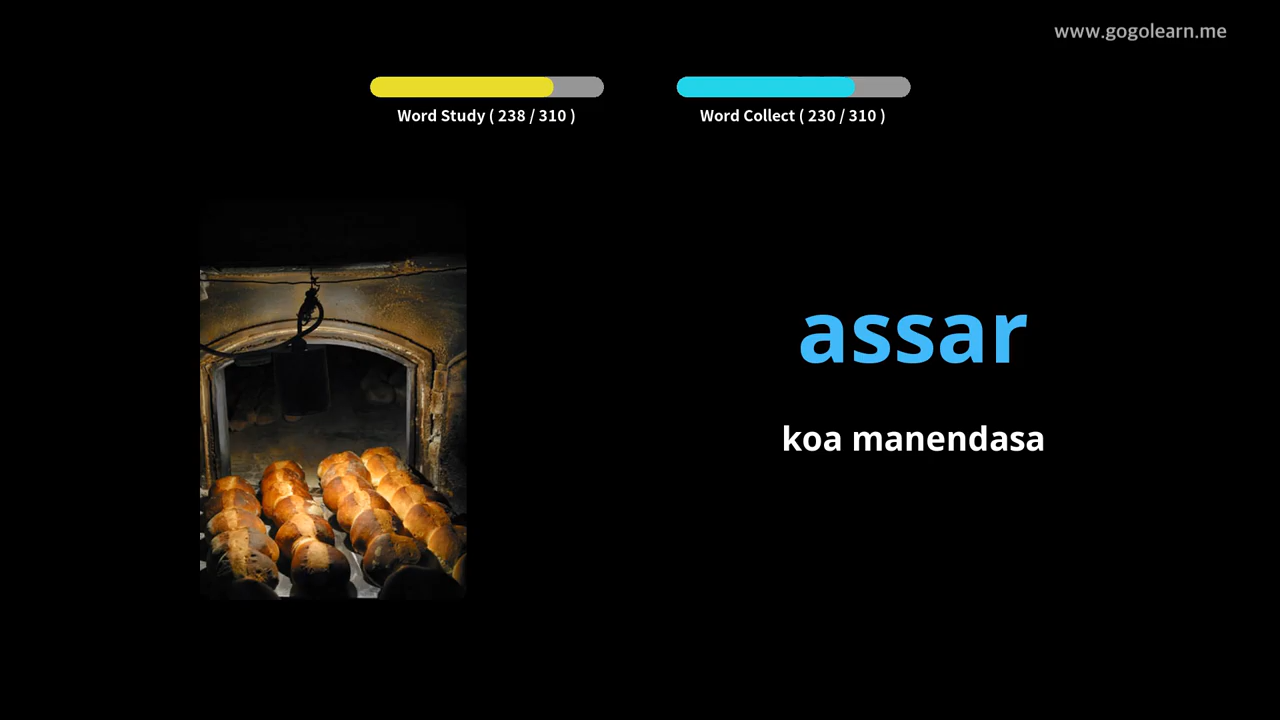 www.gogolearn.me
Word Study ( 238 / 310 )
Word Collect ( 230 / 310 )
assar
koa manendasa